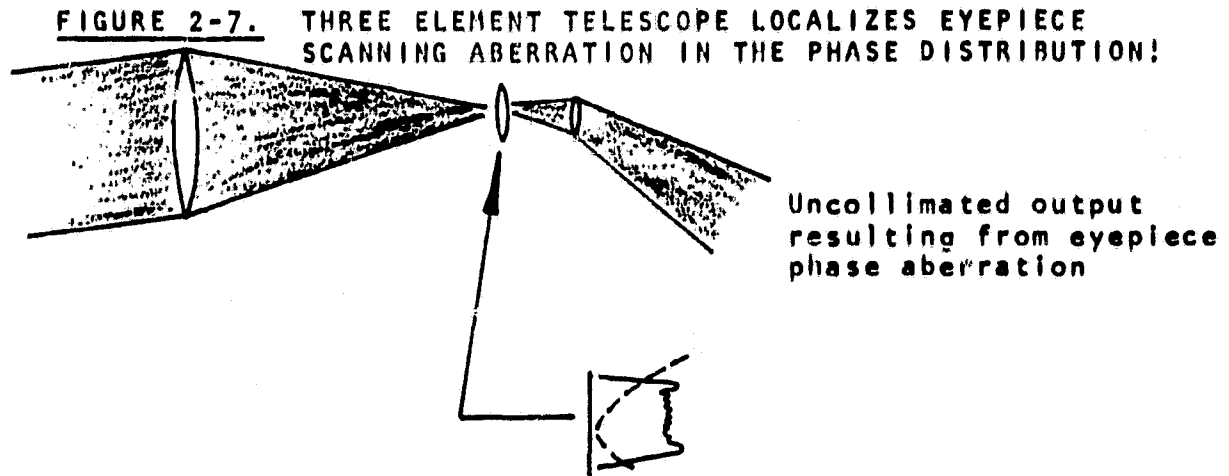 FIGURE 2-7. THREE ELEMENT TELESCOPE LOCALIZES EYEPIECE
SCANNING ABERRATION IN THE PHASE DISTRIBUTION!
Uncollimated output
resulting from eyepiece
phase aberration